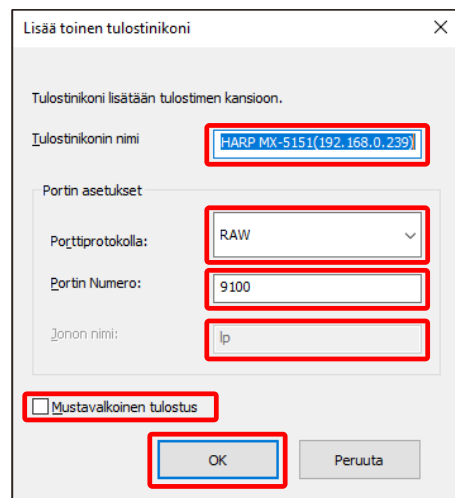 Lisää toinen tulostinikoni
Tulostinikoni lisätään tulostimen kansioon.
Tulostinikonin nimi HARP MX-5151(192.168.0.239)
Portin asetukset
Porttiprotokolla: RAW
Portin Numero: 9100
Jonon nimi: lp
Mustavalkoinen tulostus
OK Peruuta